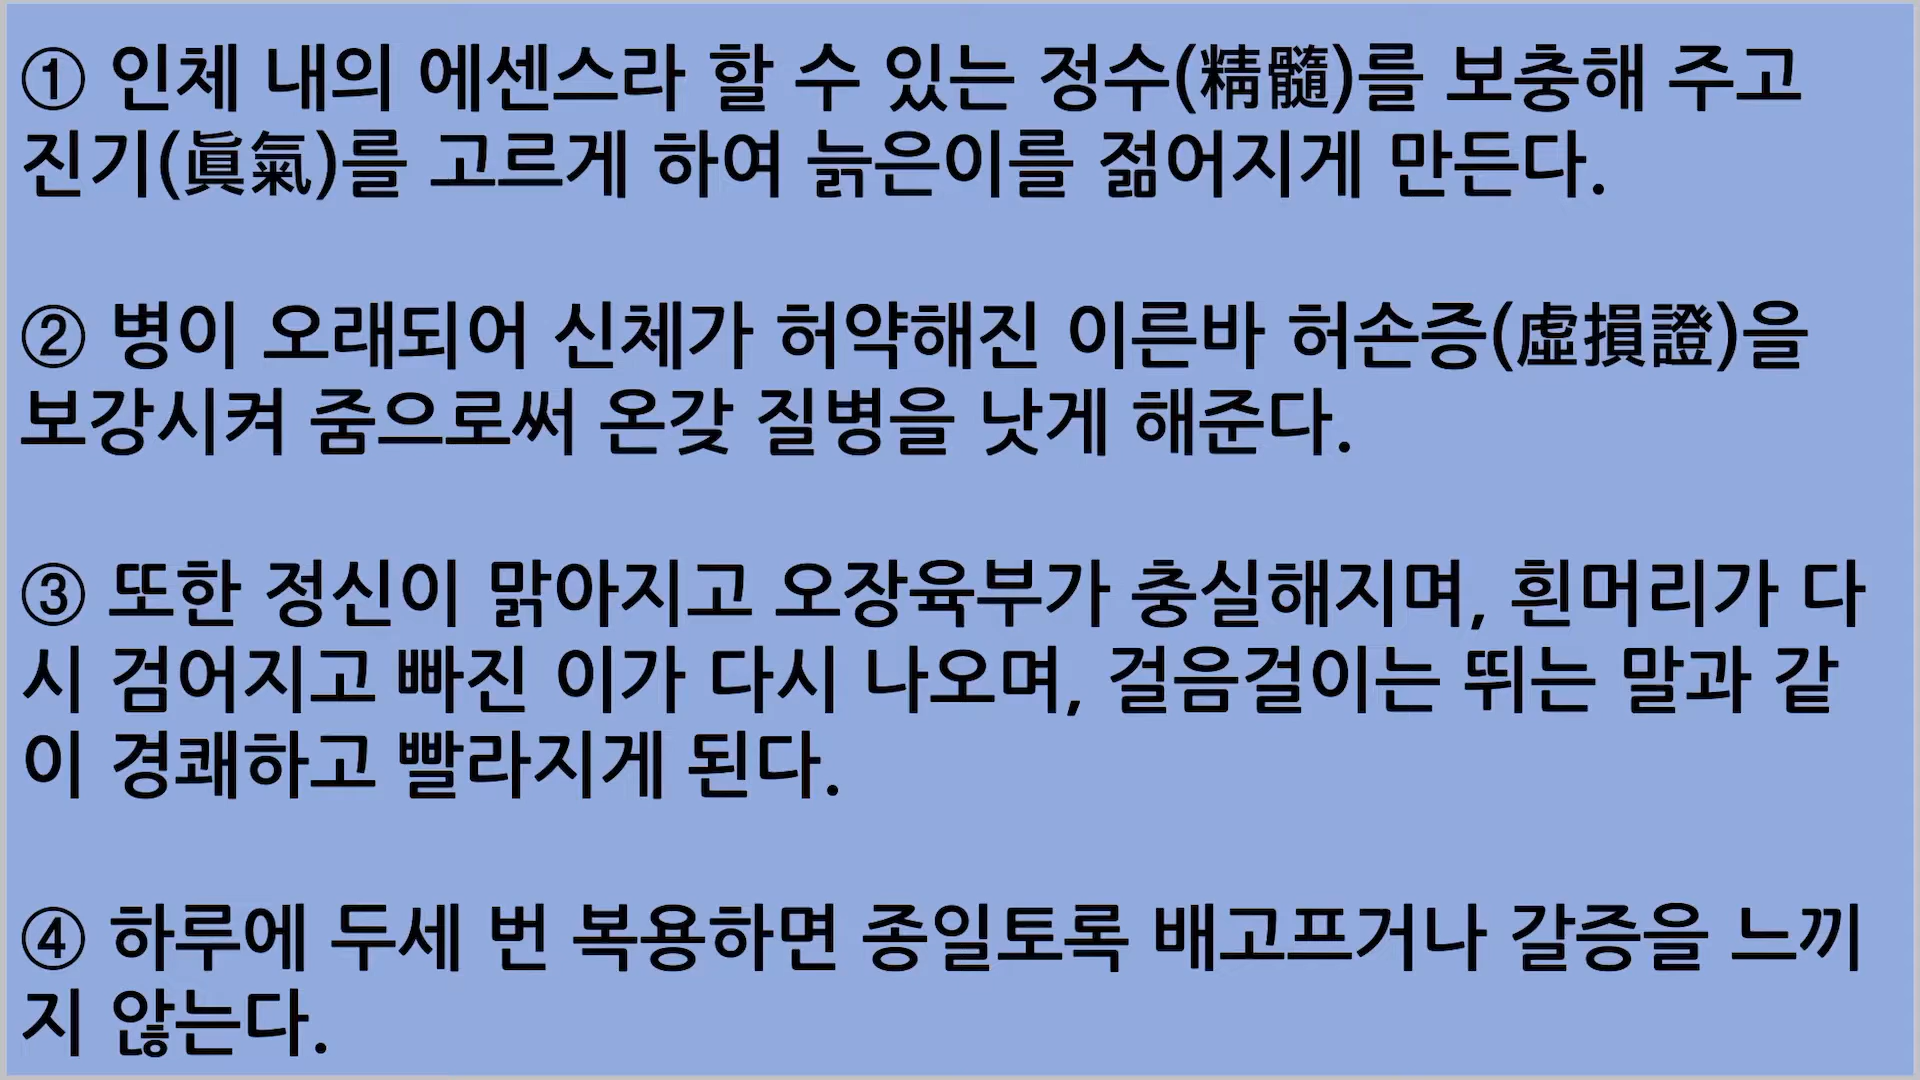 ① 인체 내의 에센스라 할 수 있는 정수(精髓)를 보충해 주고
진기(眞氣)를 고르게 하여 늙은이를 젊어지게 만든다.
② 병이 오래되어 신체가 허약해진 이른바 허손증(虛損證)을
보강시켜 줌으로써 온갖 질병을 낫게 해준다.
③ 또한 정신이 맑아지고 오장육부가 충실해지며, 흰머리가 다
시 검어지고 빠진 이가 다시 나오며, 걸음걸이는 뛰는 말과 같
이 경쾌하고 빨라지게 된다.
④ 하루에 두세 번 복용하면 종일토록 배고프거나 갈증을 느끼
지 않는다.